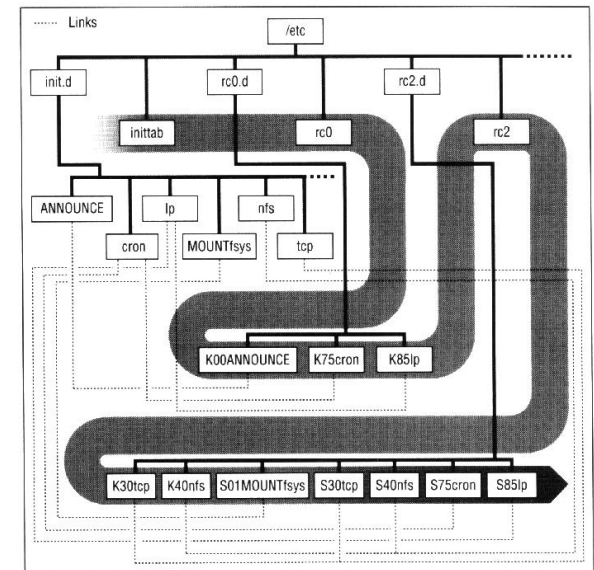 Links
/etc
init.d
rc0.d
rc2.d
inittab
rc0
rc2
ANNOUNCE
lp
nfs
cron
MOUNTfsys
tcp
K00ANNOUNCE
K75cron
K85lp
K30tcp
K40nfs
S01MOUNTfsys
S30tcp
S40nfs
S75cron
S85lp